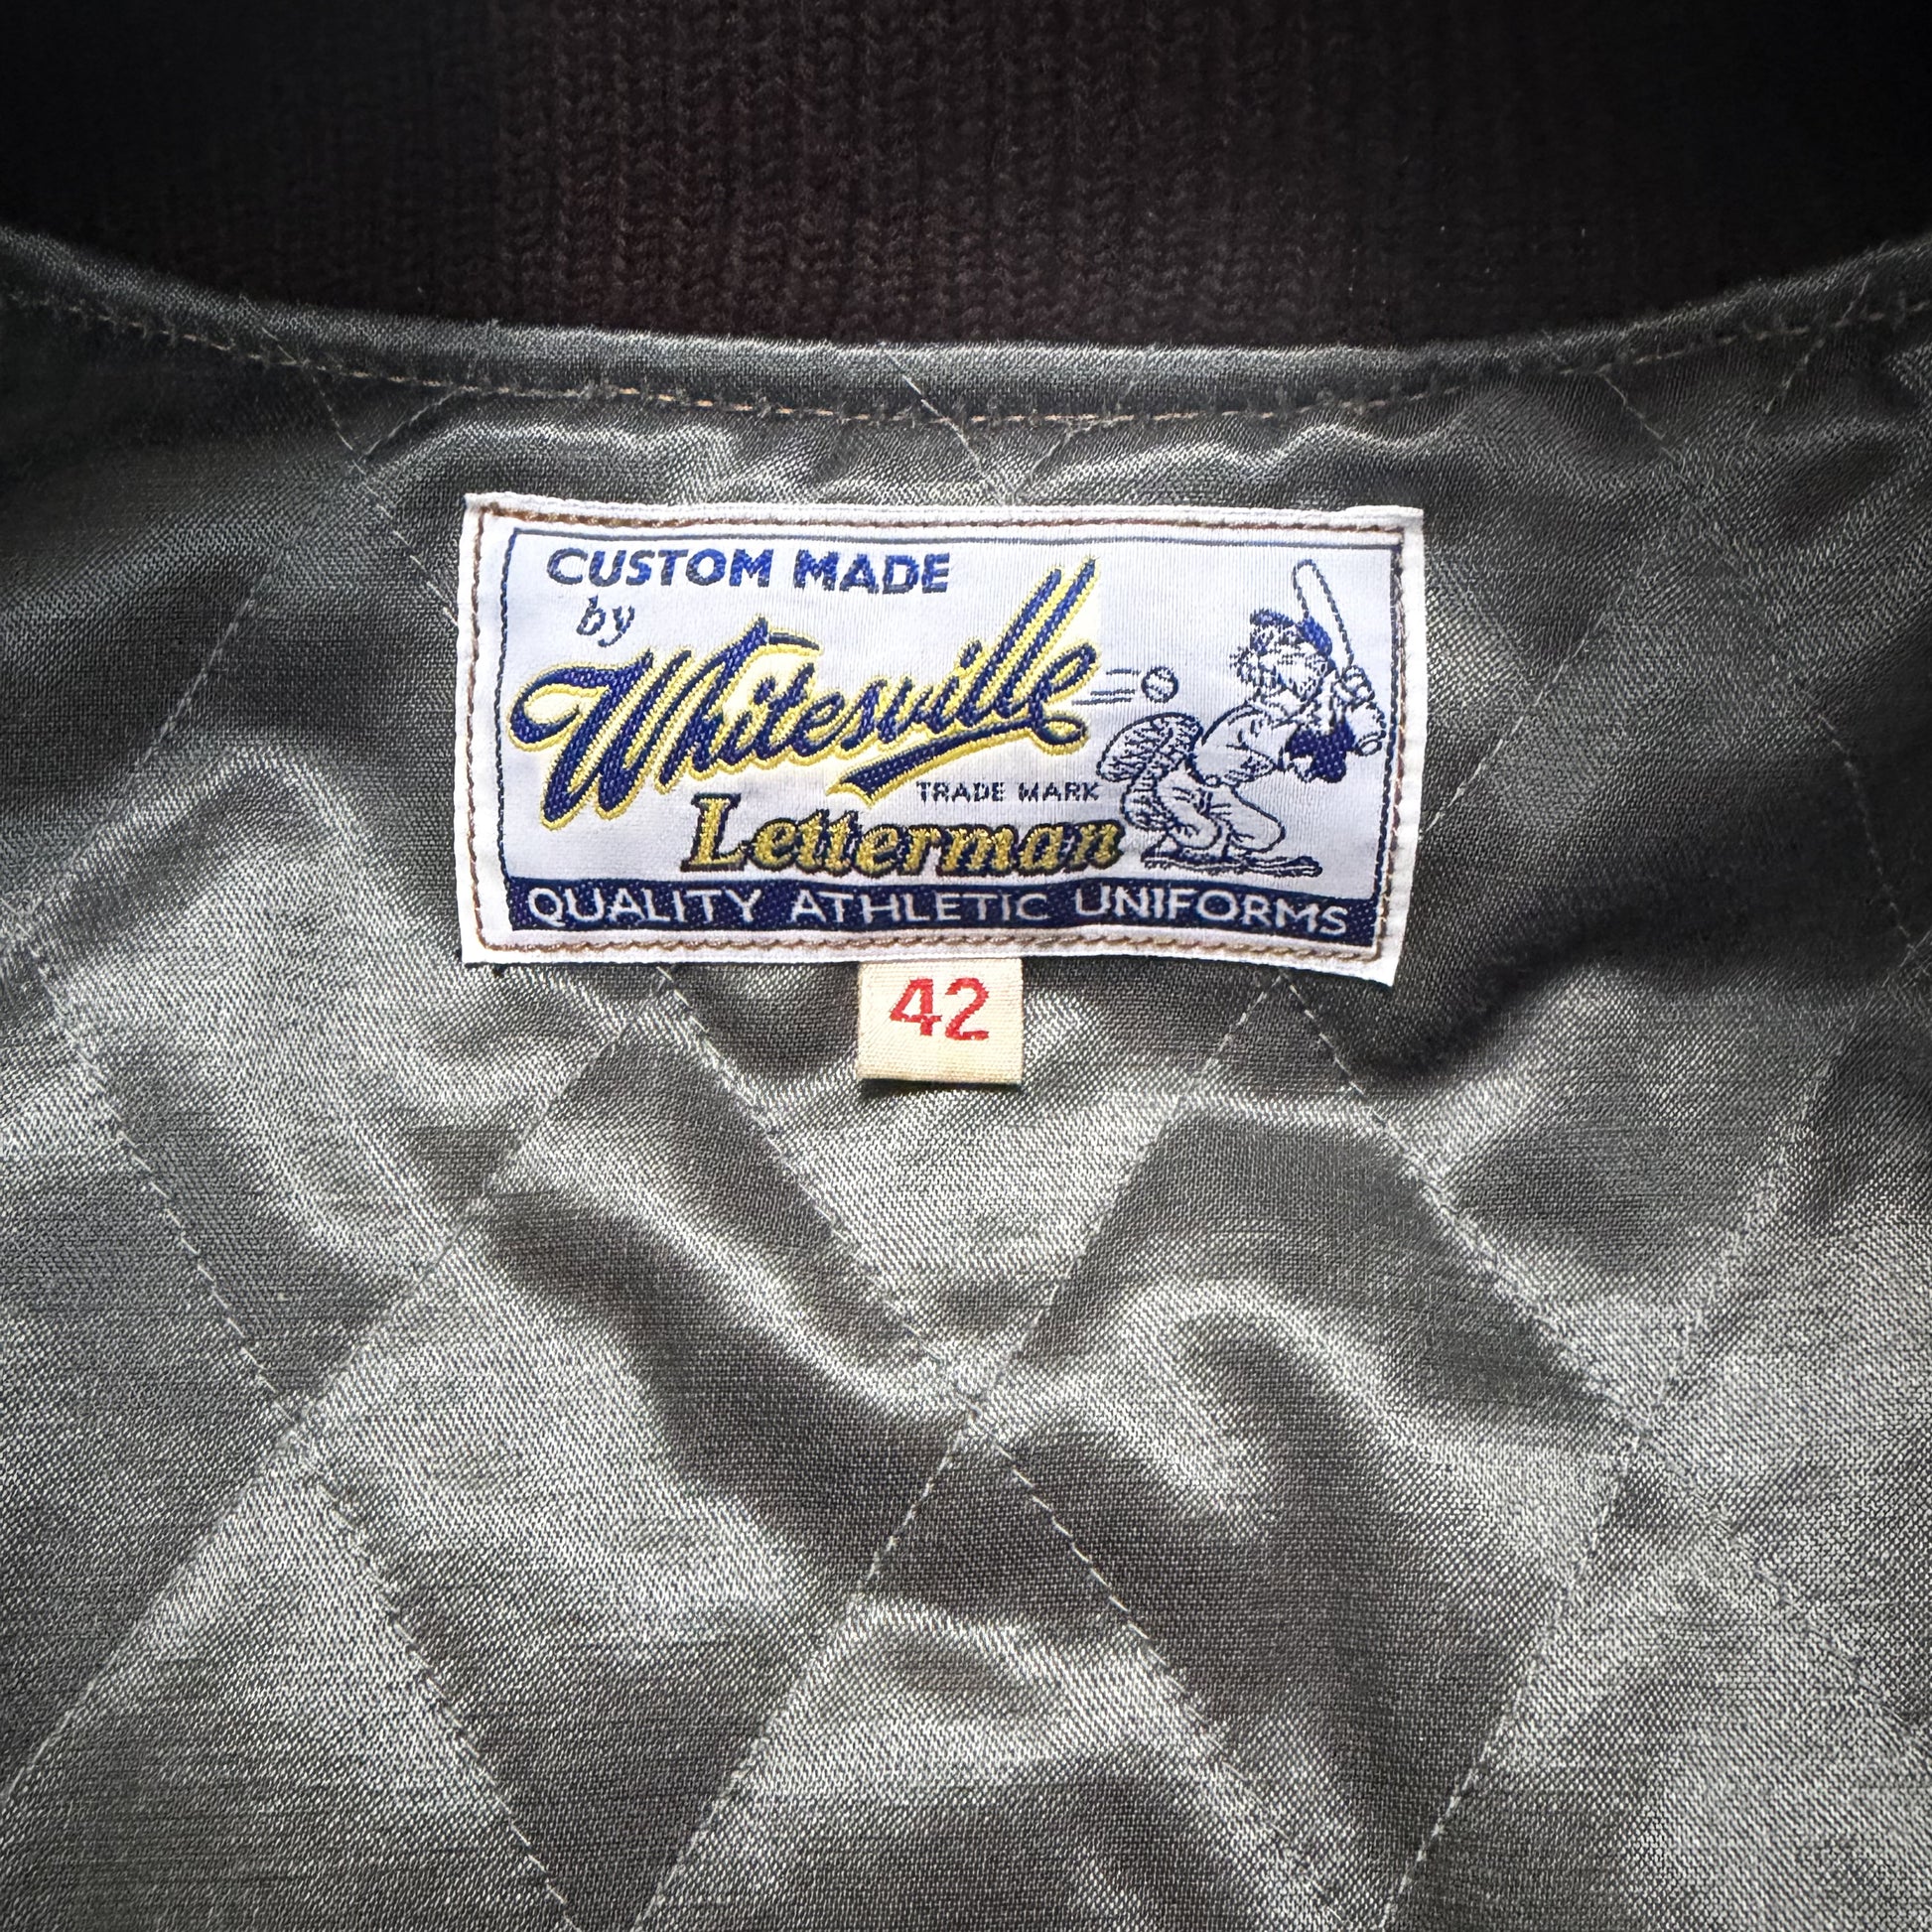 CUSTOM MADE
by
Whitesville
TRADE MARK
Letterman
QUALITY ATHLETIC UNIFORMS
42